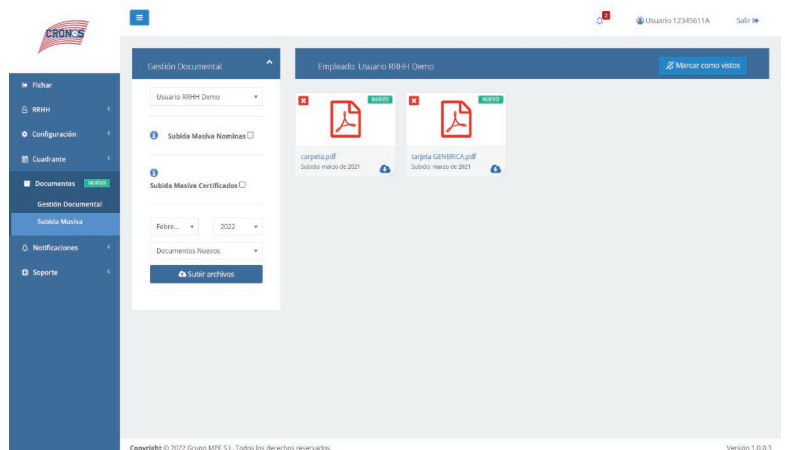 CRONOS
2
Usuario 12345611A
Salir
Fichar
RRHH
Configuración
Cuadrante
Documentos NUEVO
Gestión Documental
Subida Masiva
Notificaciones
Soporte
Gestión Documental
Usuario RRHH Demo
Subida Masiva Nominas
Subida Masiva Certificados
Febre... 2022
Documentos Nuevos
Subir archivos
Empleado: Usuario RRHH Demo
Marcar como vistos
NUEVO
carpeta.pdf
Subido: marzo de 2021
NUEVO
tarjeta GENERICA.pdf
Subido: marzo de 2021
Copyright © 2022 Grupo MPE S.L. Todos los derechos reservados.
Versión 1.0.0.3